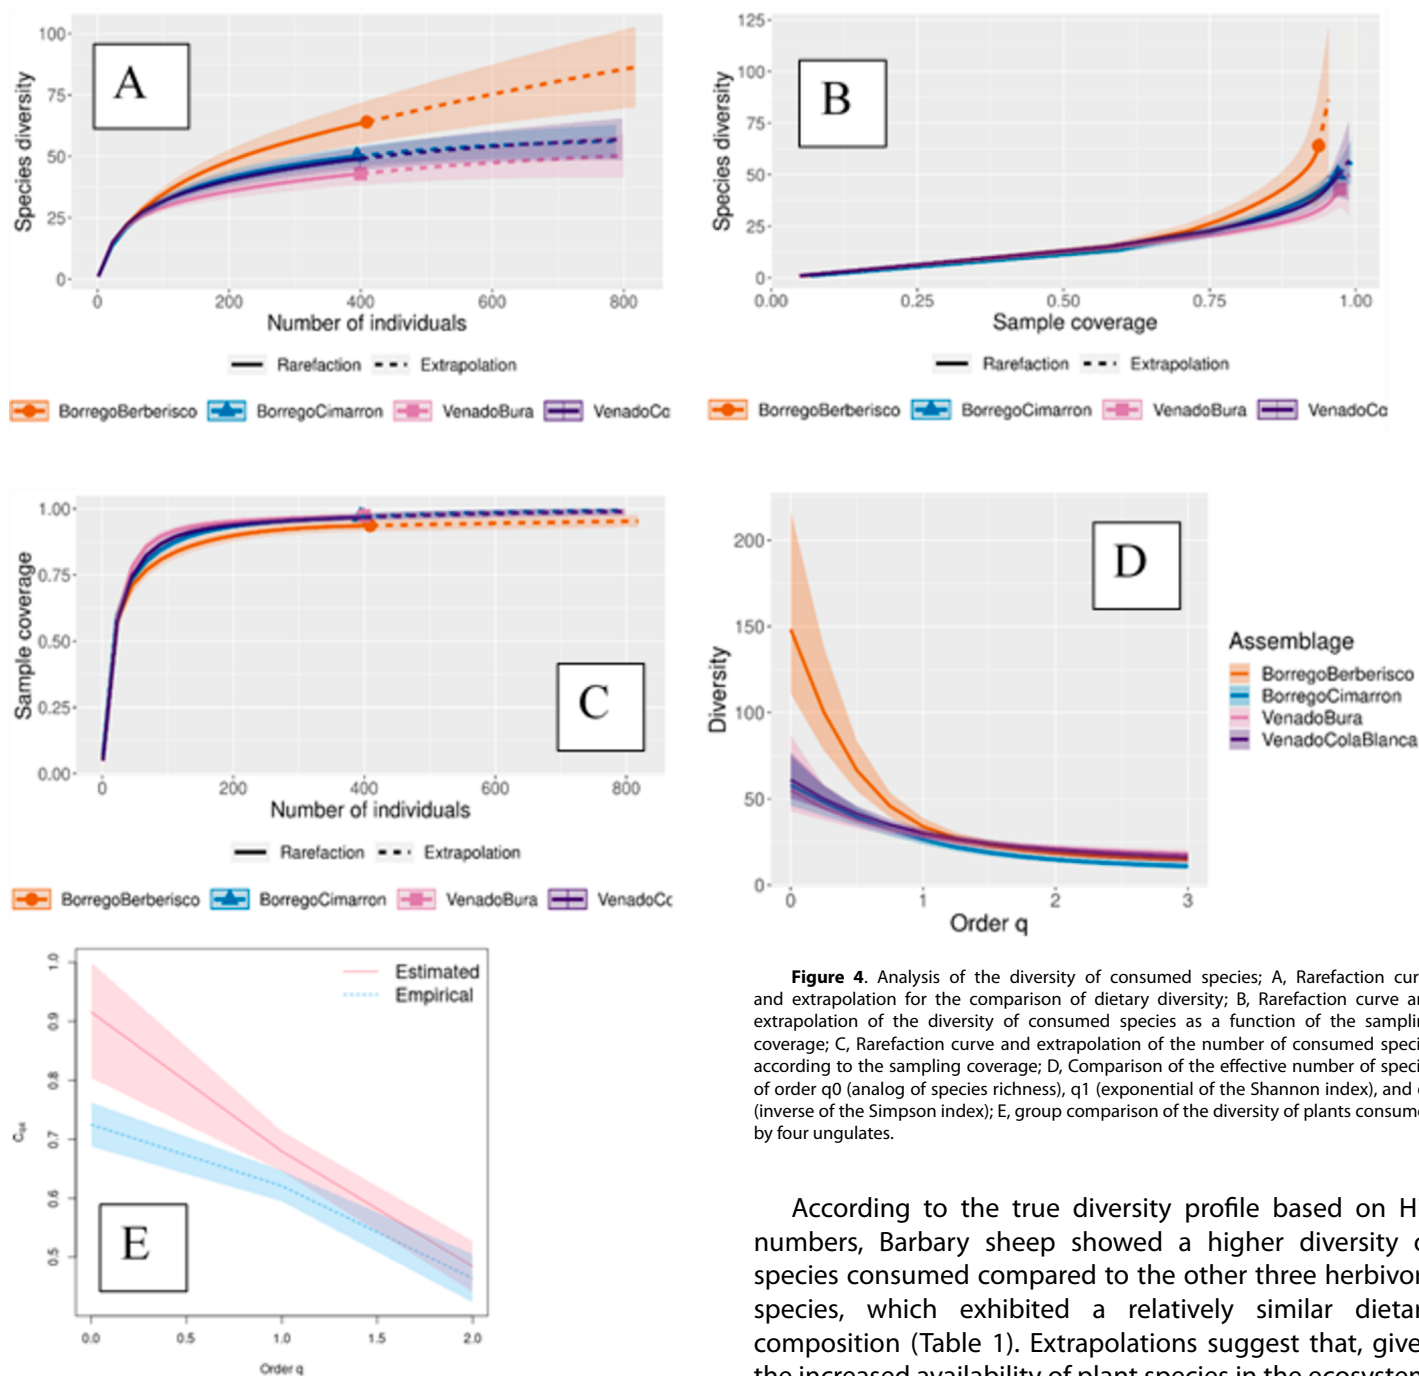 A
Species diversity
100
75
50
25
0
0 200 400 600 800
Number of individuals
Rarefaction Extrapolation
BorregoBerberisco BorregoCimarron VenadoBura VenadoCo
B
Species diversity
125
100
75
50
25
0
0.00 0.25 0.50 0.75 1.00
Sample coverage
Rarefaction Extrapolation
BorregoBerberisco BorregoCimarron VenadoBura VenadoCo
C
Sample coverage
1.00
0.75
0.50
0.25
0.00
0 200 400 600 800
Number of individuals
Rarefaction Extrapolation
BorregoBerberisco BorregoCimarron VenadoBura VenadoCo
D
Diversity
200
150
100
50
0
0 1 2 3
Order q
Assemblage
BorregoBerberisco
BorregoCimarron
VenadoBura
VenadoColaBlanca
E
Estimated
Empirical
1.0
0.9
0.8
0.7
0.6
0.5
0.0 0.5 1.0 1.5 2.0
Order q
Figure 4. Analysis of the diversity of consumed species; A, Rarefaction cur
and extrapolation for the comparison of dietary diversity; B, Rarefaction curve a
extrapolation of the diversity of consumed species as a function of the samplin
coverage; C, Rarefaction curve and extrapolation of the number of consumed speci
according to the sampling coverage; D, Comparison of the effective number of speci
of order q0 (analog of species richness), q1 (exponential of the Shannon index), and
(inverse of the Simpson index); E, group comparison of the diversity of plants consume
by four ungulates.
According to the true diversity profile based on H
numbers, Barbary sheep showed a higher diversity
species consumed compared to the other three herbivor
species, which exhibited a relatively similar dietar
composition (Table 1). Extrapolations suggest that, give
the increased availability of plant species in the ecosystem